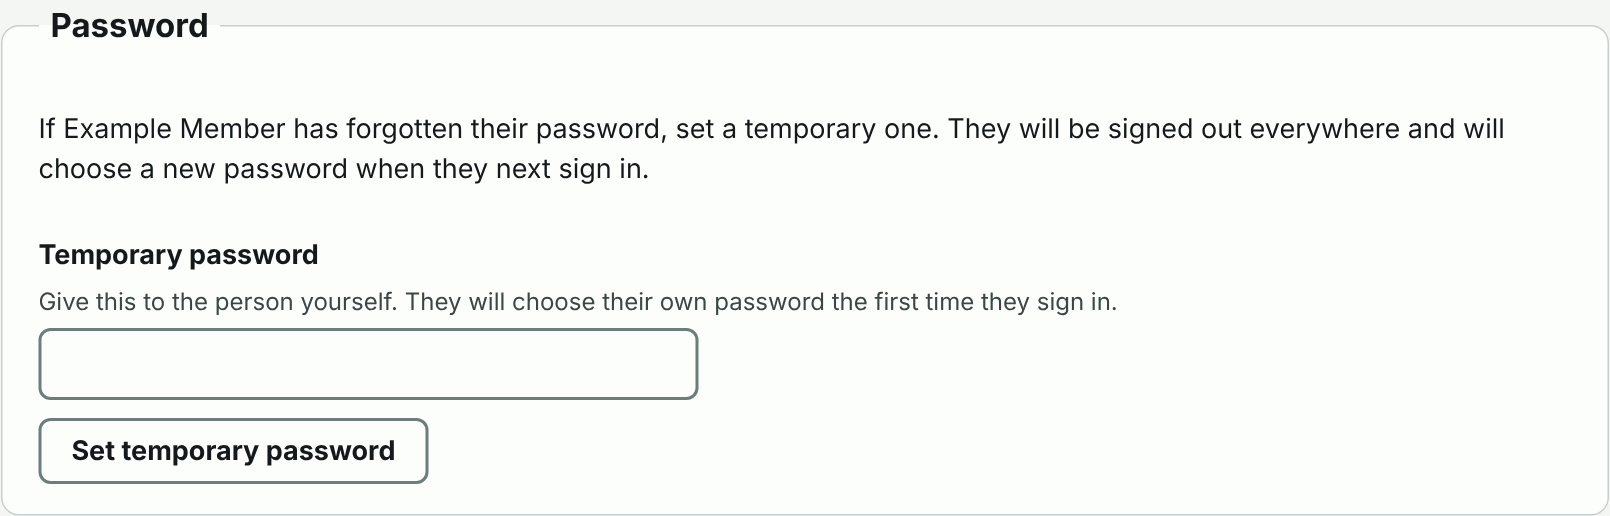 Password
If Example Member has forgotten their password, set a temporary one. They will be signed out everywhere and will
choose a new password when they next sign in.
Temporary password
Give this to the person yourself. They will choose their own password the first time they sign in.
Set temporary password